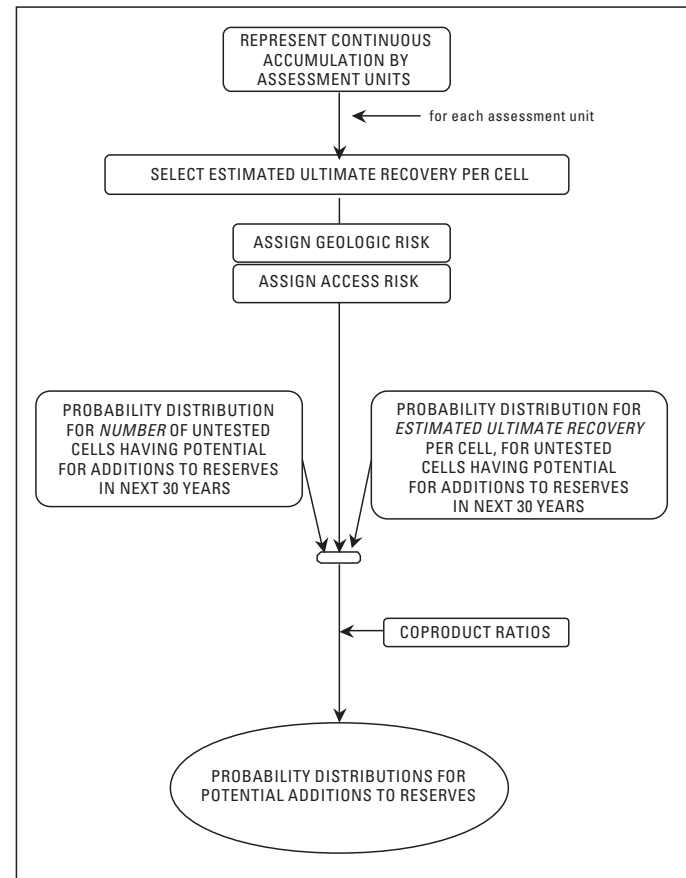 REPRESENT CONTINUOUS
ACCUMULATION BY
ASSESSMENT UNITS
for each assessment unit
SELECT ESTIMATED ULTIMATE RECOVERY PER CELL
ASSIGN GEOLOGIC RISK
ASSIGN ACCESS RISK
PROBABILITY DISTRIBUTION
FOR NUMBER OF UNTESTED
CELLS HAVING POTENTIAL
FOR ADDITIONS TO RESERVES
IN NEXT 30 YEARS
PROBABILITY DISTRIBUTION FOR
ESTIMATED ULTIMATE RECOVERY
PER CELL, FOR UNTESTED
CELLS HAVING POTENTIAL
FOR ADDITIONS TO RESERVES
IN NEXT 30 YEARS
COPRODUCT RATIOS
PROBABILITY DISTRIBUTIONS FOR
POTENTIAL ADDITIONS TO RESERVES